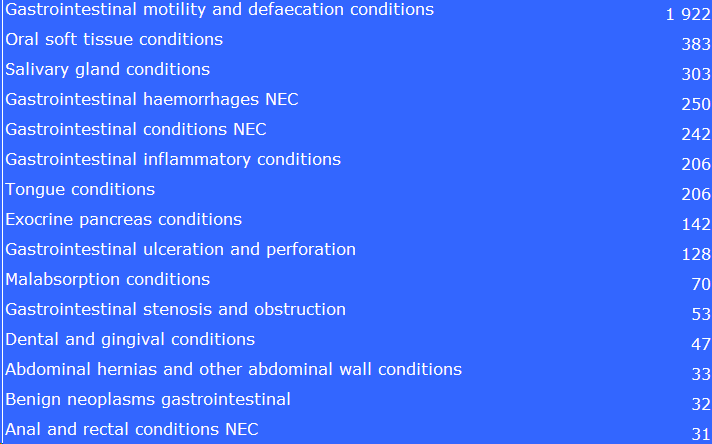 Gastrointestinal motility and defaecation conditions 1 922
Oral soft tissue conditions 383
Salivary gland conditions 303
Gastrointestinal haemorrhages NEC 250
Gastrointestinal conditions NEC 242
Gastrointestinal inflammatory conditions 206
Tongue conditions 206
Exocrine pancreas conditions 142
Gastrointestinal ulceration and perforation 128
Malabsorption conditions 70
Gastrointestinal stenosis and obstruction 53
Dental and gingival conditions 47
Abdominal hernias and other abdominal wall conditions 33
Benign neoplasms gastrointestinal 32
Anal and rectal conditions NEC 31